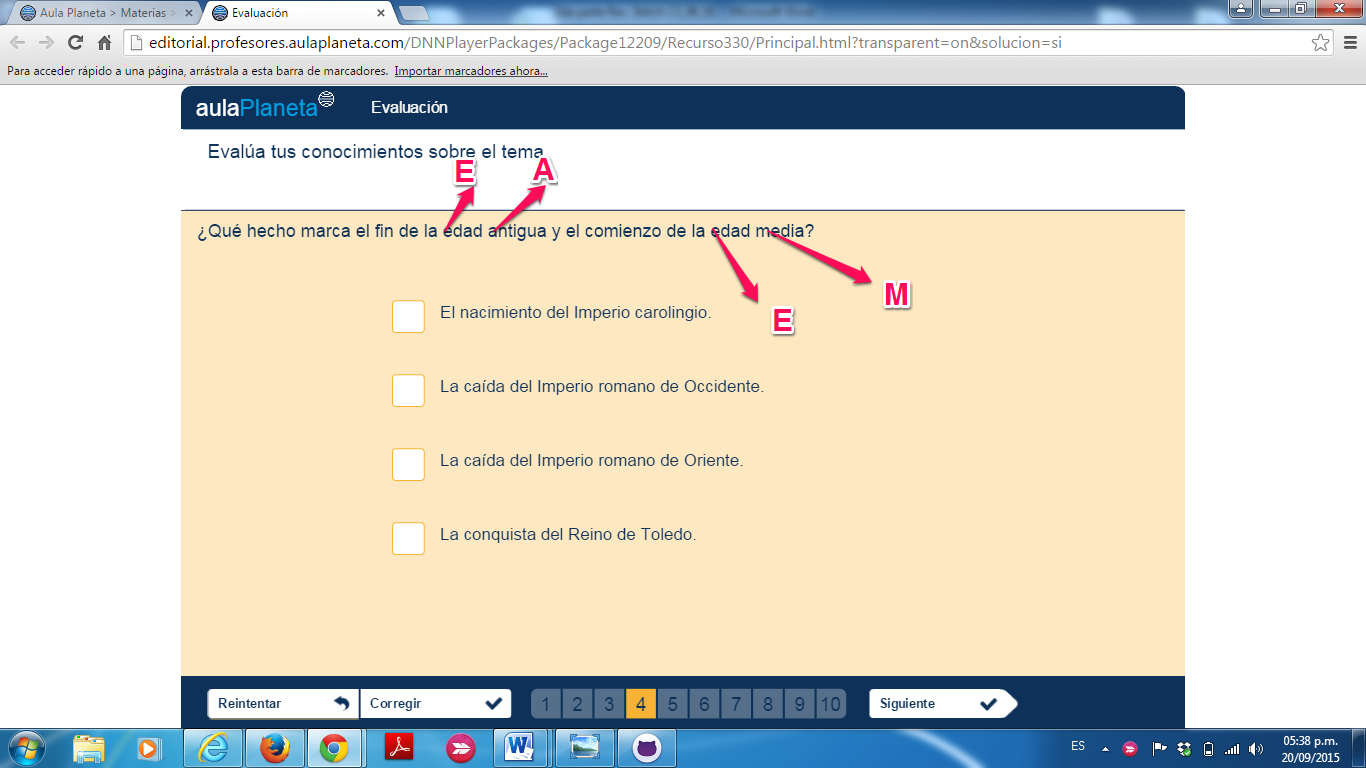 Aula Planeta > Materias >
Evaluación
editorial.profesores.aulaplaneta.com/DNNPlayerPackages/Package12209/Recurso330/Principal.html?transparent=on&solucion=si
Para acceder rápido a una página, arrástrala a esta barra de marcadores. Importar marcadores ahora...
aulaPlaneta Evaluación
Evalúa tus conocimientos sobre el tema
E A
¿Qué hecho marca el fin de la edad antigua y el comienzo de la edad media?
M
E
El nacimiento del Imperio carolingio.
La caída del Imperio romano de Occidente.
La caída del Imperio romano de Oriente.
La conquista del Reino de Toledo.
Reintentar Corregir 1 2 3 4 5 6 7 8 9 10 Siguiente
ES 05:38 p.m.
20/09/2015